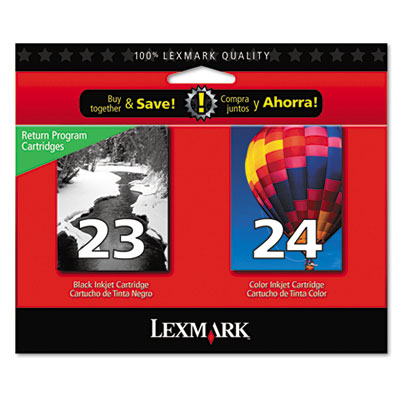 100% LEXMARK QUALITY
Buy together & Save!
! 
Compra juntos y Ahorra!
Return Program
Cartridges
23
24
Black Inkjet Cartridge
Cartucho de Tinta Negro
Color Inkjet Cartridge
Cartucho de Tinta Color
LEXMARK